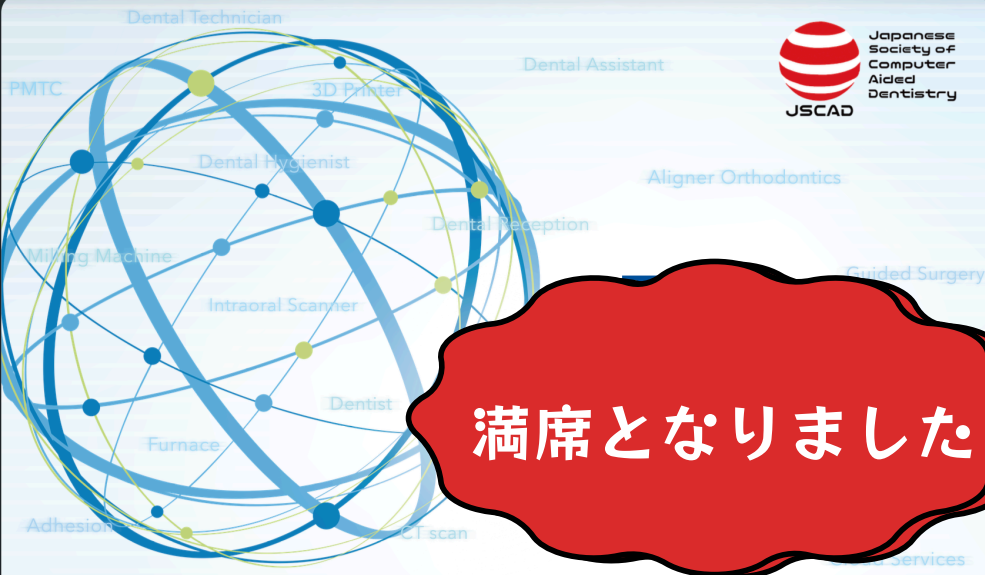 Dental Technician
Japanese
Society of
Computer
Aided
Dentistry
JSCAD
Dental Assistant
PMTC
3D Printer
Dental Hygienist
Aligner Orthodontics
Dental Reception
Milling Machine
Guided Surgery
Intraoral Scanner
Dentist
満席となりました
Furnace
Adhesion
CT scan
Services